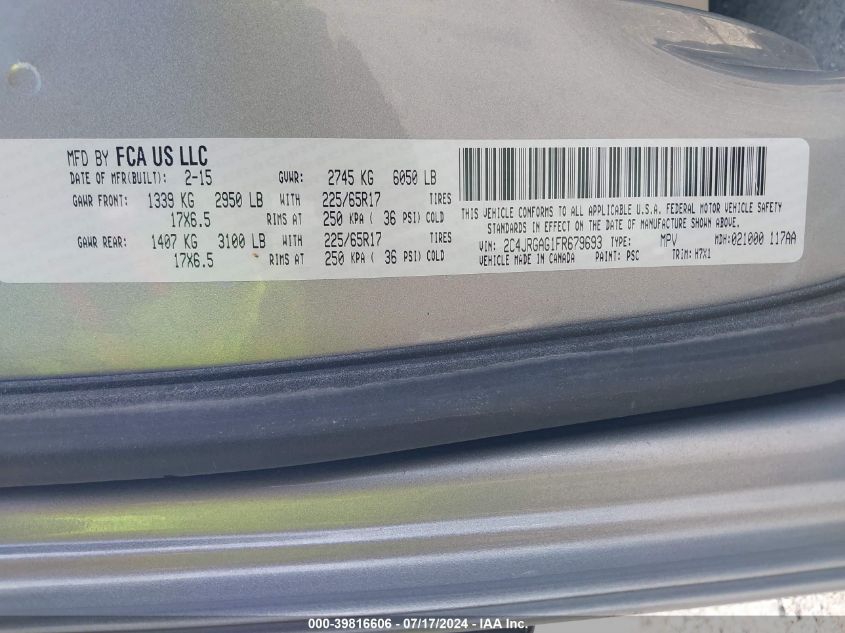 MFD BY FCA US LLC
DATE OF MFR(BUILT): 2-15 GVWR: 2745 KG 6050 LB
GAWR FRONT: 1339 KG 2950 LB WITH 225/65R17 TIRES
17X6.5 RIMS AT 250 KPA ( 36 PSI) COLD
GAWR REAR: 1407 KG 3100 LB WITH 225/65R17 TIRES
17X6.5 RIMS AT 250 KPA ( 36 PSI) COLD
THIS VEHICLE CONFORMS TO ALL APPLICABLE U.S.A. FEDERAL MOTOR VEHICLE SAFETY
STANDARDS IN EFFECT ON THE DATE OF MANUFACTURE SHOWN ABOVE.
VIN: 2C4JRGAG1FR679693 TYPE: MPV MDH:021000 117AA
VEHICLE MADE IN CANADA PAINT: PSC TRIM: H7X1
000-39816606 - 07/17/2024 - IAA Inc.